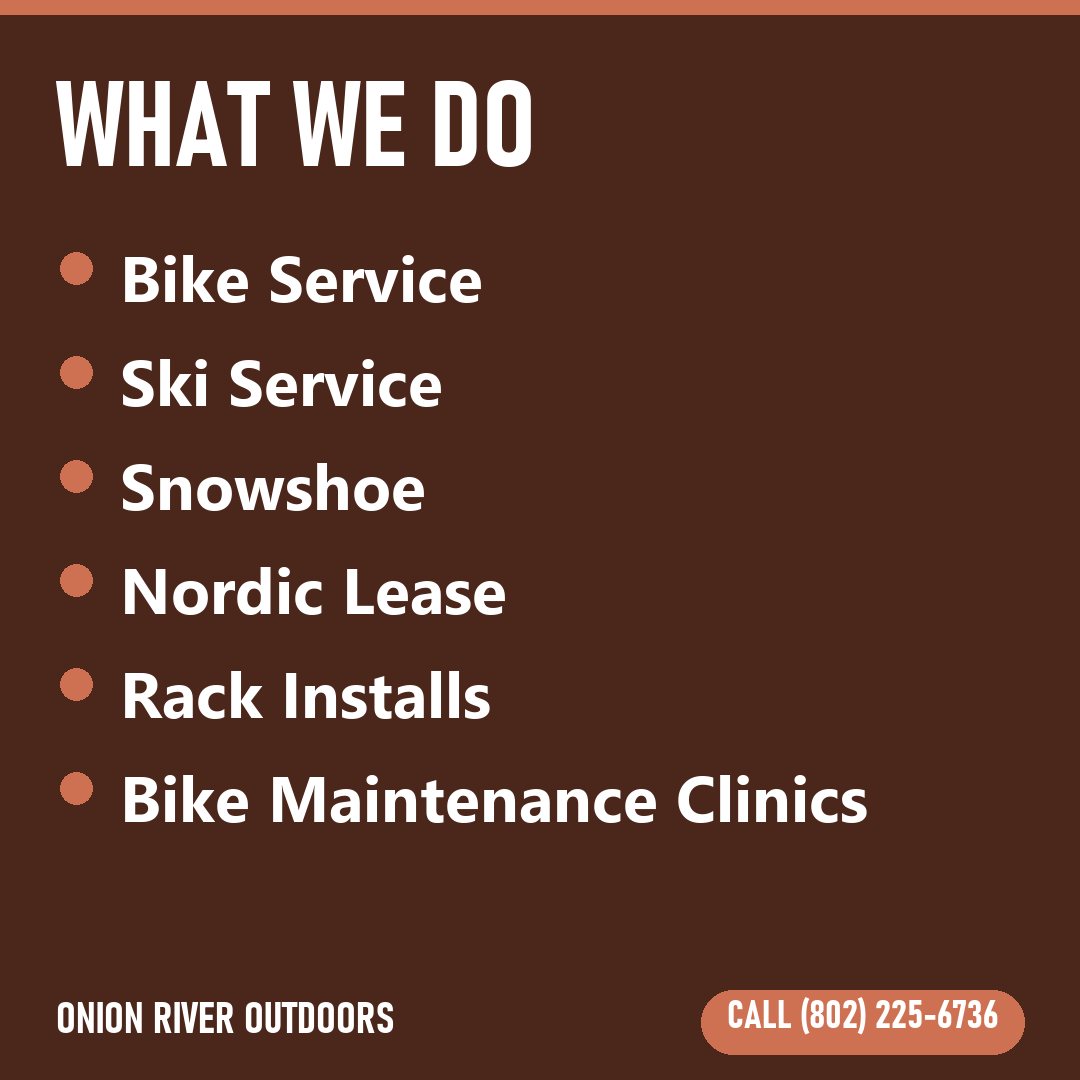 WHAT WE DO
Bike Service
Ski Service
Snowshoe
Nordic Lease
Rack Installs
Bike Maintenance Clinics
ONION RIVER OUTDOORS
CALL (802) 225-6736